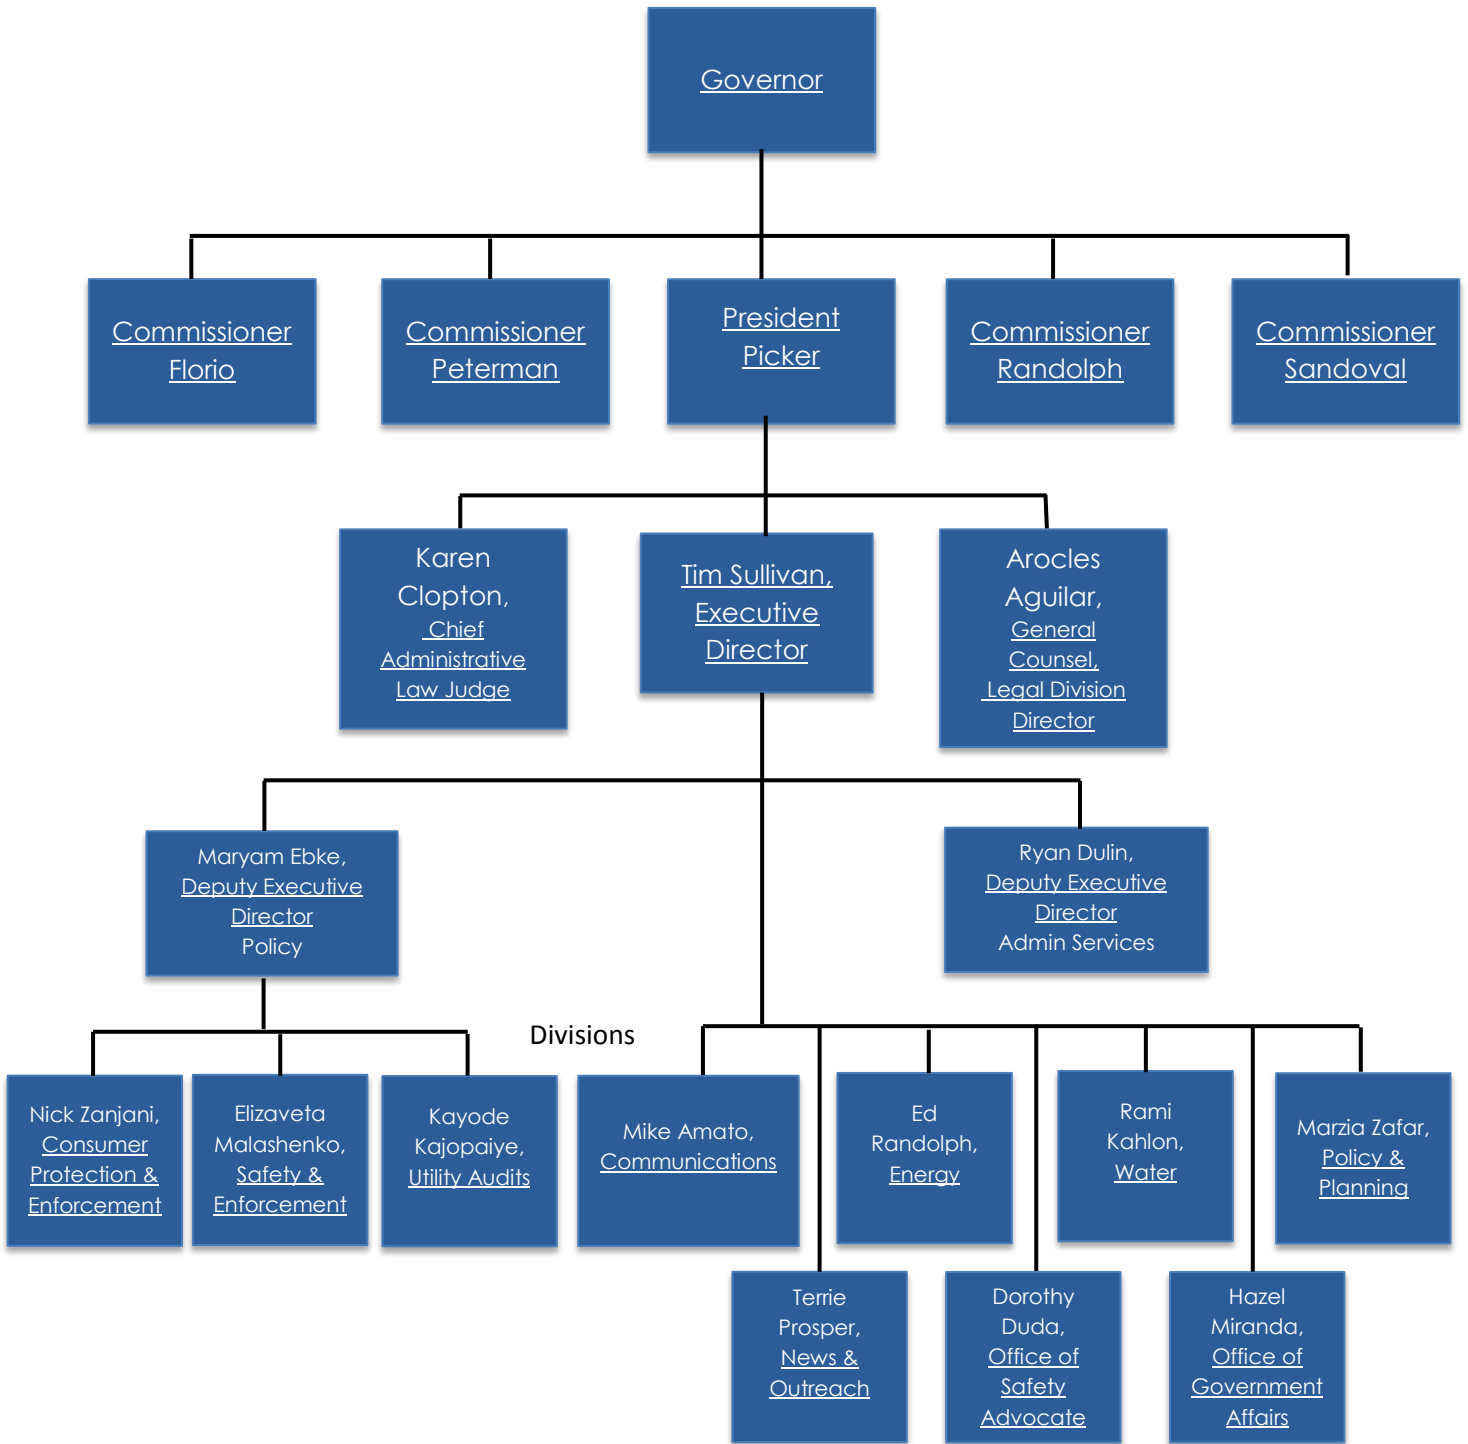 Governor
Commissioner
Florio
Commissioner
Peterman
President
Picker
Commissioner
Randolph
Commissioner
Sandoval
Karen
Clopton,
Chief
Administrative
Law Judge
Tim Sullivan,
Executive
Director
Arocles
Aguilar,
General
Counsel,
Legal Division
Director
Maryam Ebke,
Deputy Executive
Director
Policy
Ryan Dulin,
Deputy Executive
Director
Admin Services
Divisions
Nick Zanjani,
Consumer
Protection &
Enforcement
Elizaveta
Malashenko,
Safety &
Enforcement
Kayode
Kajopaiye,
Utility Audits
Mike Amato,
Communications
Ed
Randolph,
Energy
Rami
Kahlon,
Water
Marzia Zafar,
Policy &
Planning
Terrie
Prosper,
News &
Outreach
Dorothy
Duda,
Office of
Safety
Advocate
Hazel
Miranda,
Office of
Government
Affairs